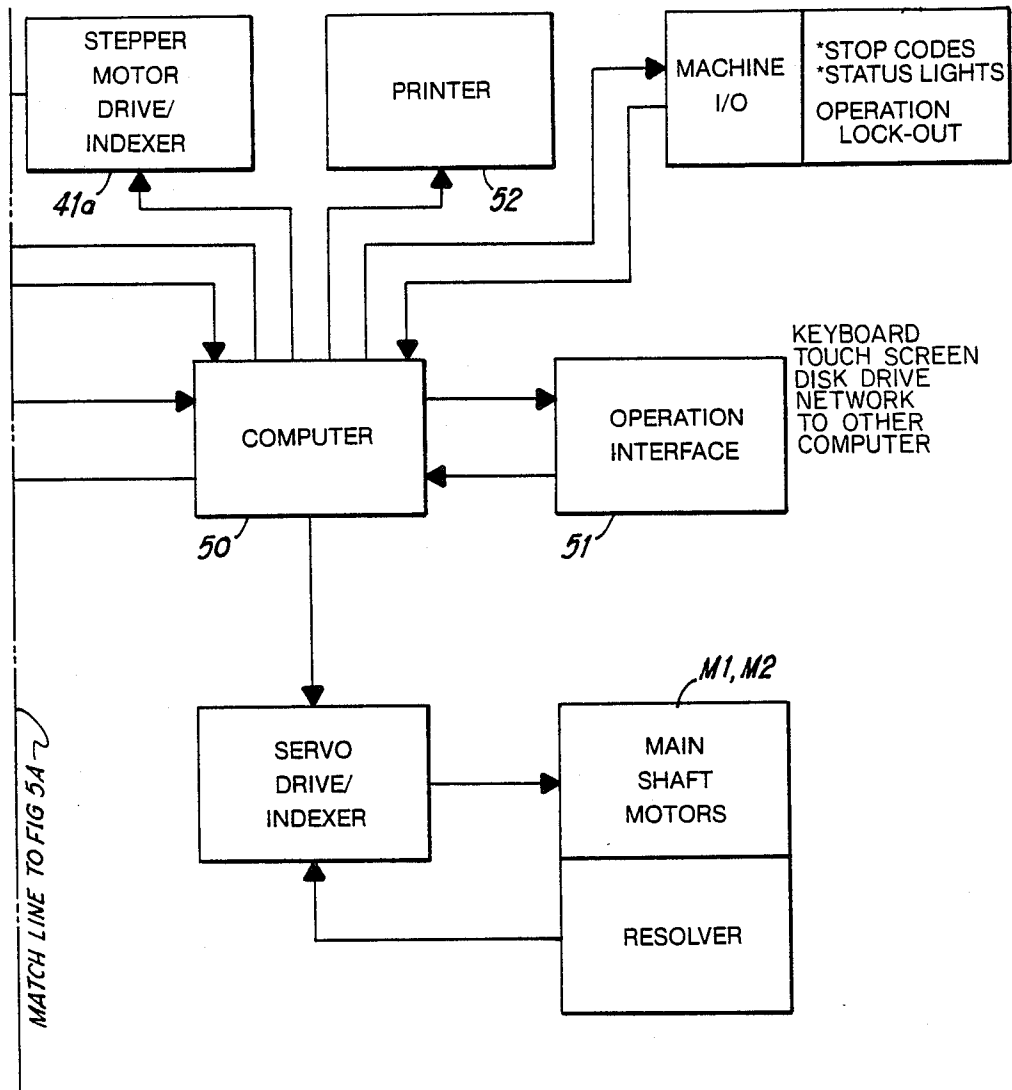 STEPPER
MOTOR
DRIVE/
INDEXER
41a
PRINTER
52
MACHINE
I/O
*STOP CODES
*STATUS LIGHTS
OPERATION
LOCK-OUT
COMPUTER
50
OPERATION
INTERFACE
51
KEYBOARD
TOUCH SCREEN
DISK DRIVE
NETWORK
TO OTHER
COMPUTER
SERVO
DRIVE/
INDEXER
M1, M2
MAIN
SHAFT
MOTORS
RESOLVER
MATCH LINE TO FIG 5A